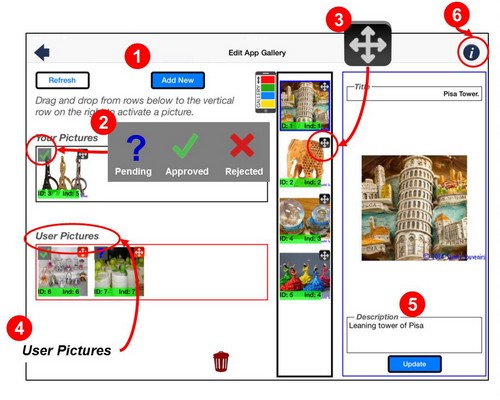 3
6
1
Edit App Gallery
Refresh
Add New
GALLERY
Title
Pisa Tower.
Drag and drop from rows below to the vertical
row on the right to activate a picture.
2
Your Pictures
Pending
Approved
Rejected
ID: 1 Ind: 1
ID: 3 Ind: 5
ID: 2 Ind: 2
User Pictures
ID: 4 Ind: 3
ID: 6 Ind: 6
ID: 7 Ind: 7
ID: 5 Ind: 4
5
Description
Leaning tower of Pisa
4
User Pictures
Update